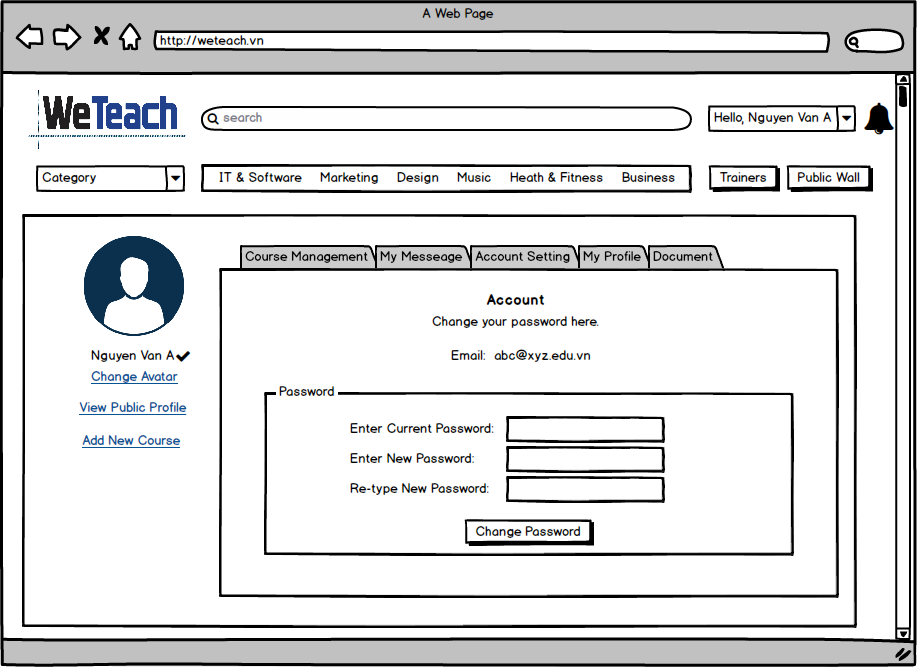 A Web Page
http://weteach.vn
WeTeach
search
Hello, Nguyen Van A
Category
IT & Software Marketing Design Music Heath & Fitness Business
Trainers
Public Wall
Nguyen Van A
Change Avatar
View Public Profile
Add New Course
Course Management My Messeage Account Setting My Profile Document
Account
Change your password here.
Email: abc@xyz.edu.vn
Password
Enter Current Password:
Enter New Password:
Re-type New Password:
Change Password